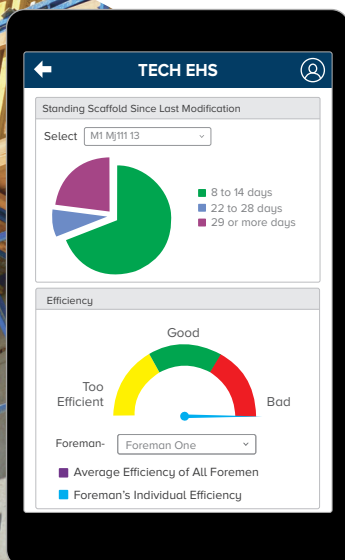 TECH EHS
Standing Scaffold Since Last Modification
Select M1 Mj111 13
8 to 14 days
22 to 28 days
29 or more days
Efficiency
Good
Too
Efficient
Bad
Foreman- Foreman One
Average Efficiency of All Foremen
Foreman's Individual Efficiency